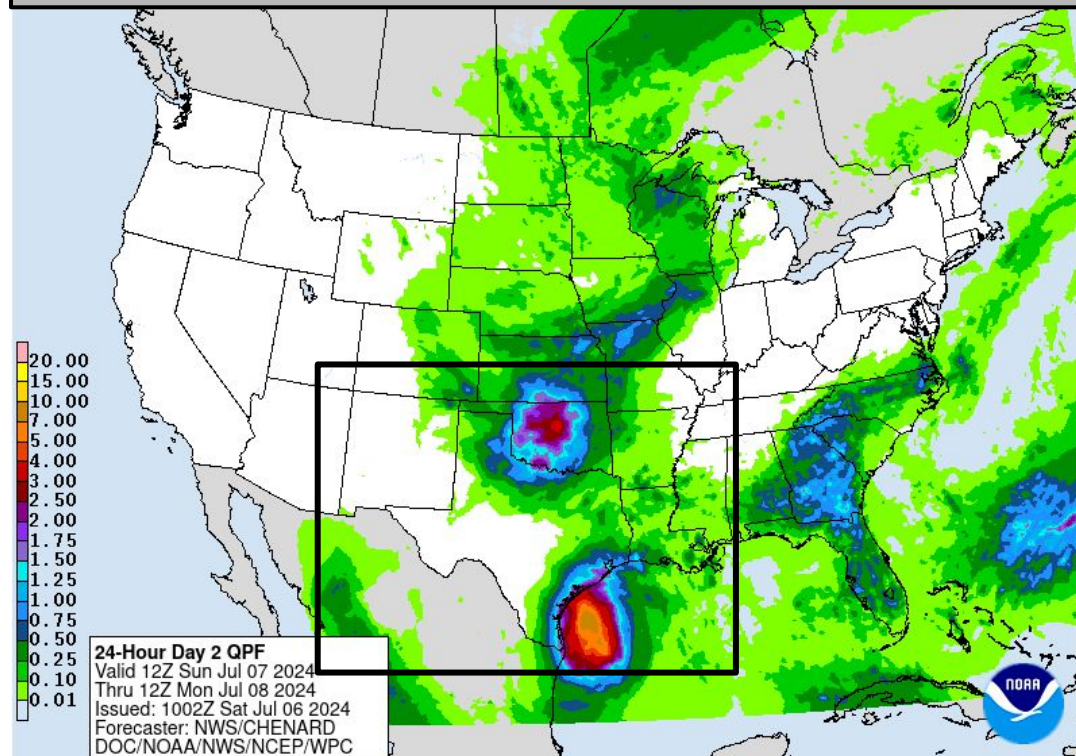 20.00
15.00
10.00
7.00
5.00
4.00
3.00
2.50
2.00
1.75
1.50
1.25
1.00
0.75
0.50
0.25
0.10
0.01
24-Hour Day 2 QPF
Valid 12Z Sun Jul 07 2024
Thru 12Z Mon Jul 08 2024
Issued: 1002Z Sat Jul 06 2024
Forecaster: NWS/CHENARD
DOC/NOAA/NWS/NCEP/WPC
NOAA